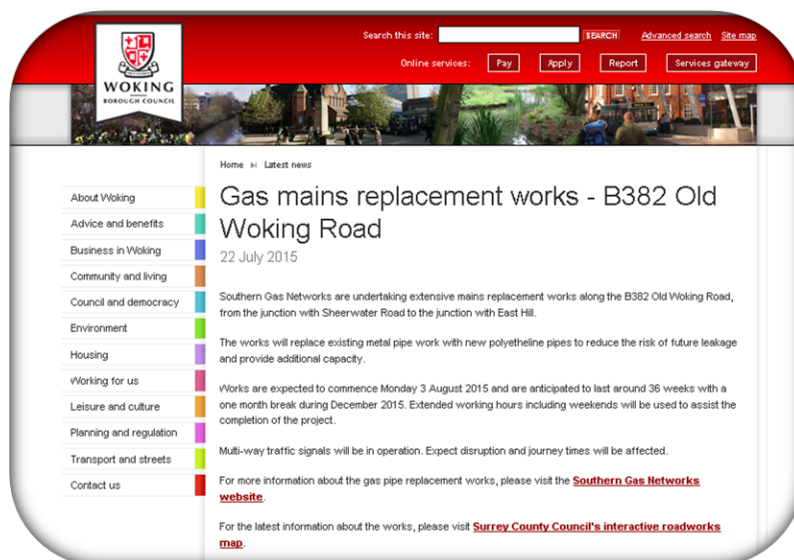 Search this site:
SEARCH
Advanced search Site map
Online services: Pay Apply Report Services gateway
WOKING
BOROUGH COUNCIL
Home Latest news
Gas mains replacement works - B382 Old
Woking Road
22 July 2015
Southern Gas Networks are undertaking extensive mains replacement works along the B382 Old Woking Road,
from the junction with Sheerwater Road to the junction with East Hill.
The works will replace existing metal pipe work with new polyetheline pipes to reduce the risk of future leakage
and provide additional capacity.
Works are expected to commence Monday 3 August 2015 and are anticipated to last around 36 weeks with a
one month break during December 2015. Extended working hours including weekends will be used to assist the
completion of the project.
Multi-way traffic signals will be in operation. Expect disruption and journey times will be affected.
For more information about the gas pipe replacement works, please visit the Southern Gas Networks
website.
For the latest information about the works, please visit Surrey County Council's interactive roadworks
map.
About Woking
Advice and benefits
Business in Woking
Community and living
Council and democracy
Environment
Housing
Working for us
Leisure and culture
Planning and regulation
Transport and streets
Contact us